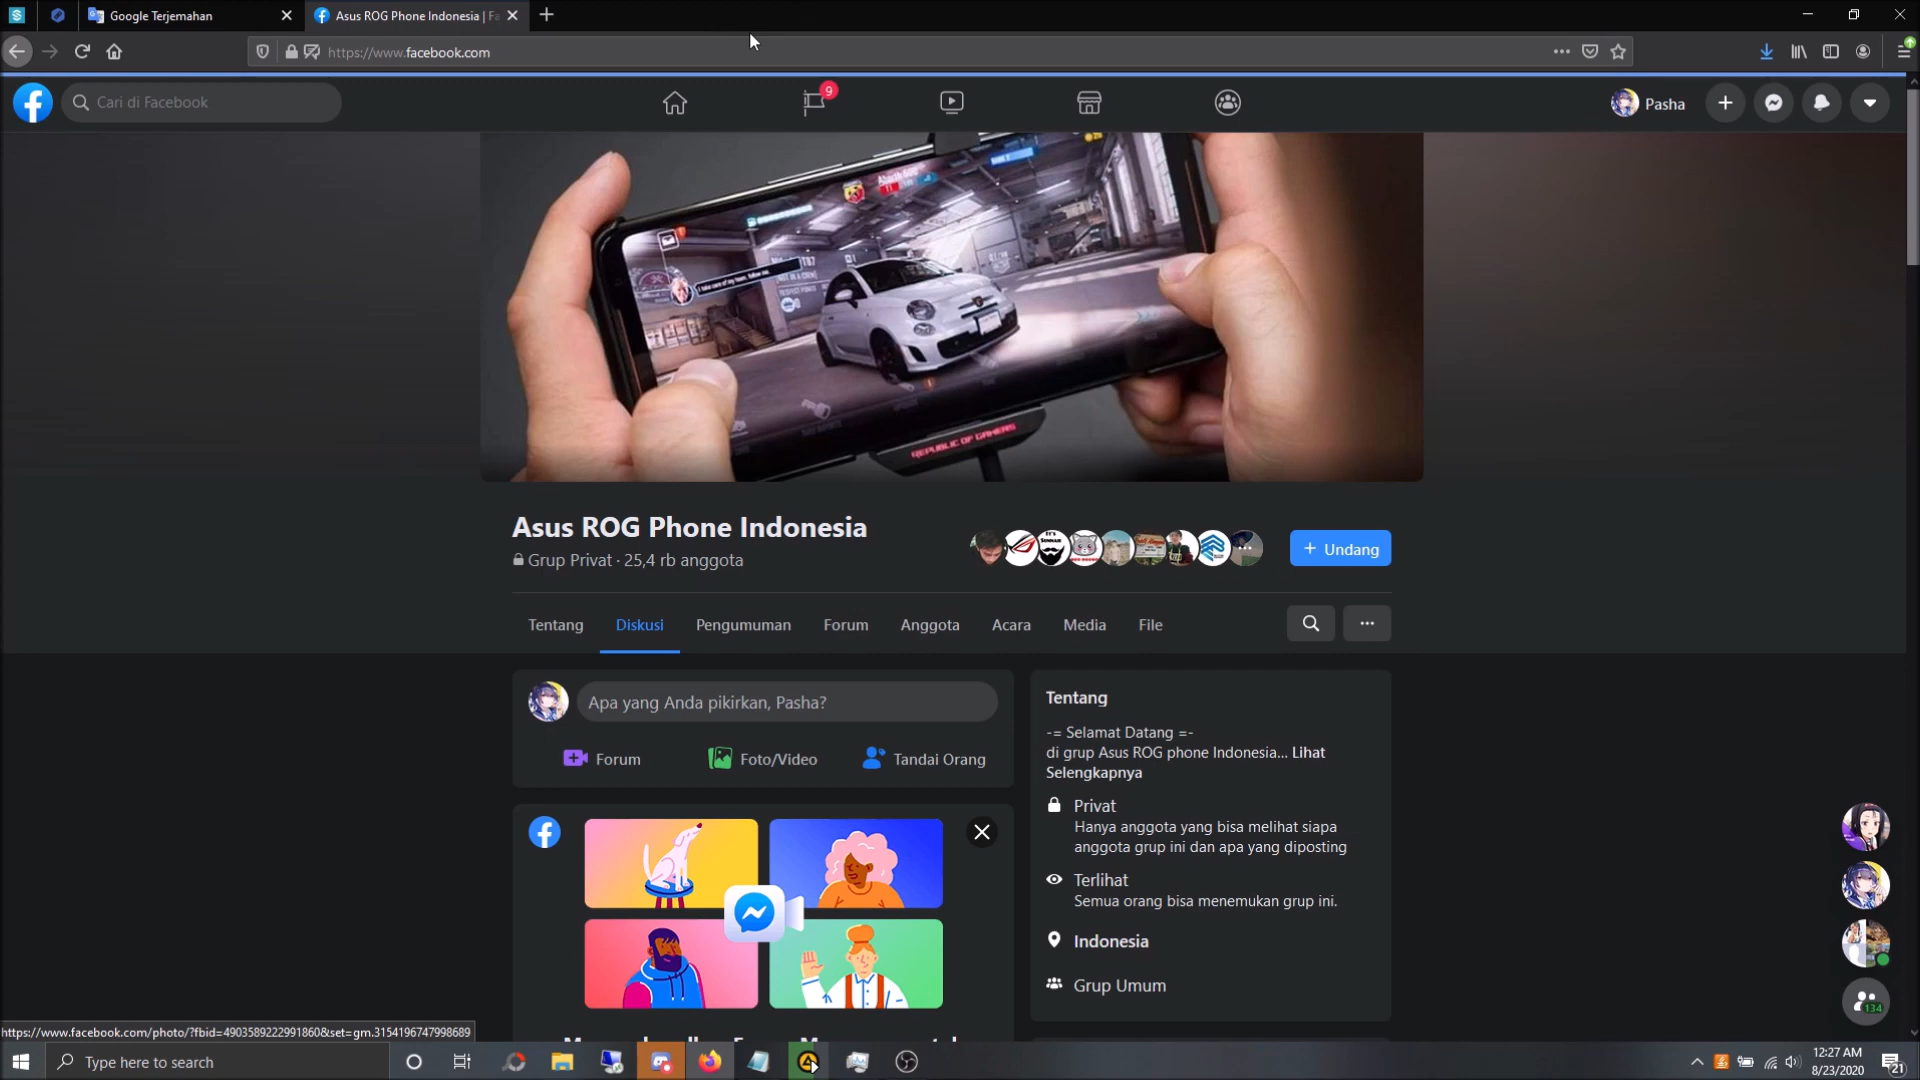 Google Terjemahan
Asus ROG Phone Indonesia | Fa
https://www.facebook.com
Cari di Facebook
9
Pasha
REPUBLIC OF GAMERS
Asus ROG Phone Indonesia
Grup Privat · 25,4 rb anggota
+ Undang
Tentang
Diskusi
Pengumuman
Forum
Anggota
Acara
Media
File
Apa yang Anda pikirkan, Pasha?
Forum
Foto/Video
Tandai Orang
Tentang
-= Selamat Datang =-
di grup Asus ROG phone Indonesia... Lihat
Selengkapnya
Privat
Hanya anggota yang bisa melihat siapa
anggota grup ini dan apa yang diposting
Terlihat
Semua orang bisa menemukan grup ini.
Indonesia
Grup Umum
134
https://www.facebook.com/photo/?fbid=4903589222991860&set=gm.3154196747998689
Type here to search
12:27 AM
8/23/2020
21